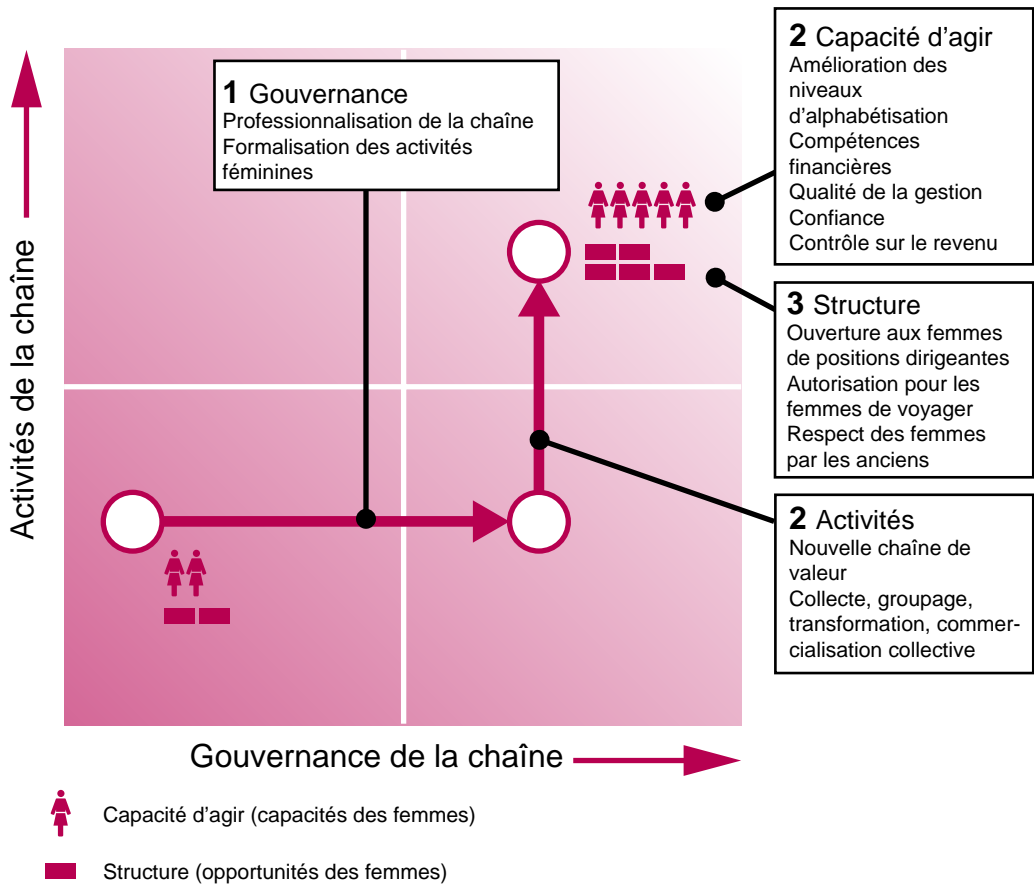 Activités de la chaîne
1 Gouvernance
Professionnalisation de la chaîne
Formalisation des activités
féminines
2 Capacité d'agir
Amélioration des
niveaux
d'alphabétisation
Compétences
financières
Qualité de la gestion
Confiance
Contrôle sur le revenu
3 Structure
Ouverture aux femmes
de positions dirigeantes
Autorisation pour les
femmes de voyager
Respect des femmes
par les anciens
2 Activités
Nouvelle chaîne de
valeur
Collecte, groupage,
transformation, commer-
cialisation collective
Gouvernance de la chaîne
Capacité d'agir (capacités des femmes)
Structure (opportunités des femmes)